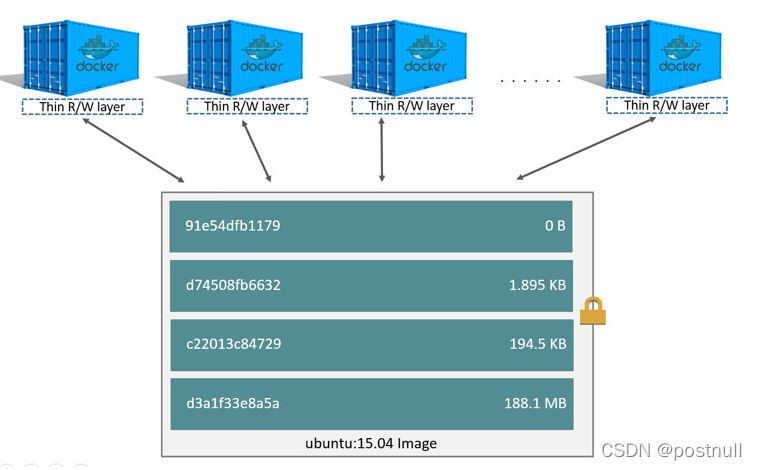 docker docker docker docker
Thin R/W layer Thin R/W layer Thin R/W layer ...... Thin R/W layer
91e54dfb1179 0 B
d74508fb6632 1.895 KB
c22013c84729 194.5 KB
d3a1f33e8a5a 188.1 MB
ubuntu:15.04 Image
CSDN @postnull